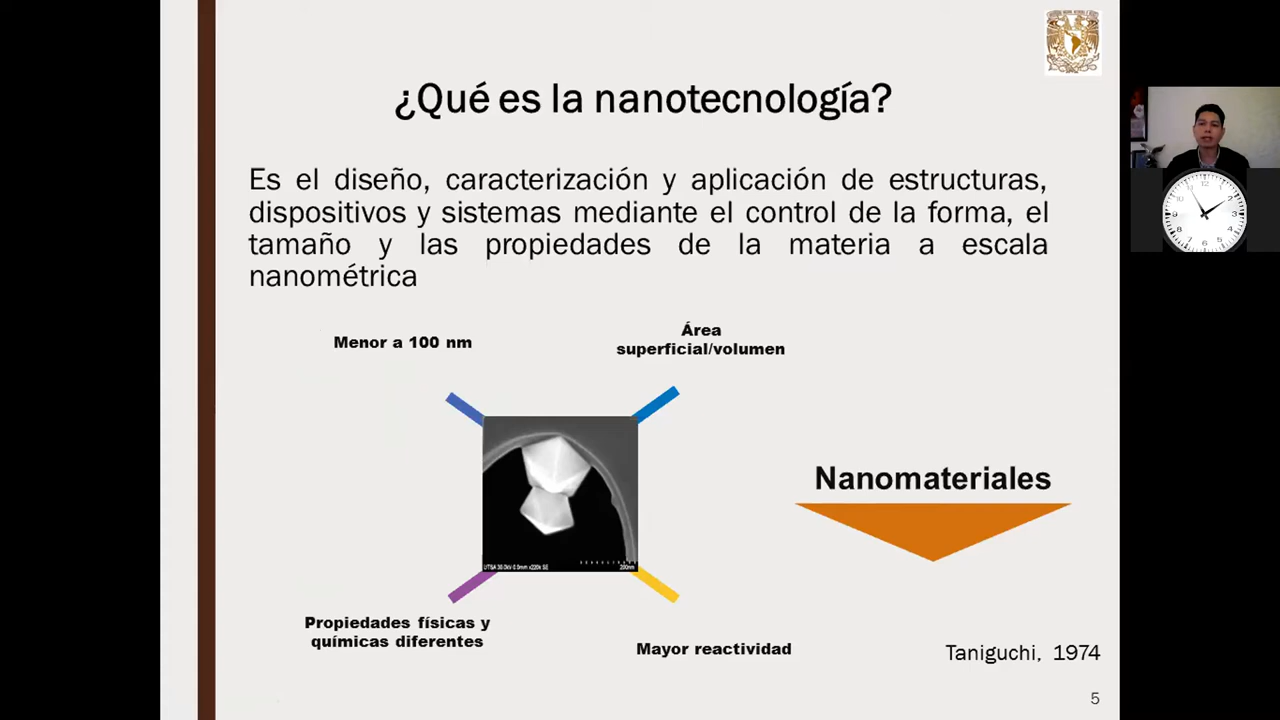 ¿Qué es la nanotecnología?
Es el diseño, caracterización y aplicación de estructuras,
dispositivos y sistemas mediante el control de la forma, el
tamaño y las propiedades de la materia a escala
nanométrica
Menor a 100 nm
Área
superficial/volumen
Nanomateriales
Propiedades físicas y
químicas diferentes
Mayor reactividad
Taniguchi, 1974
5